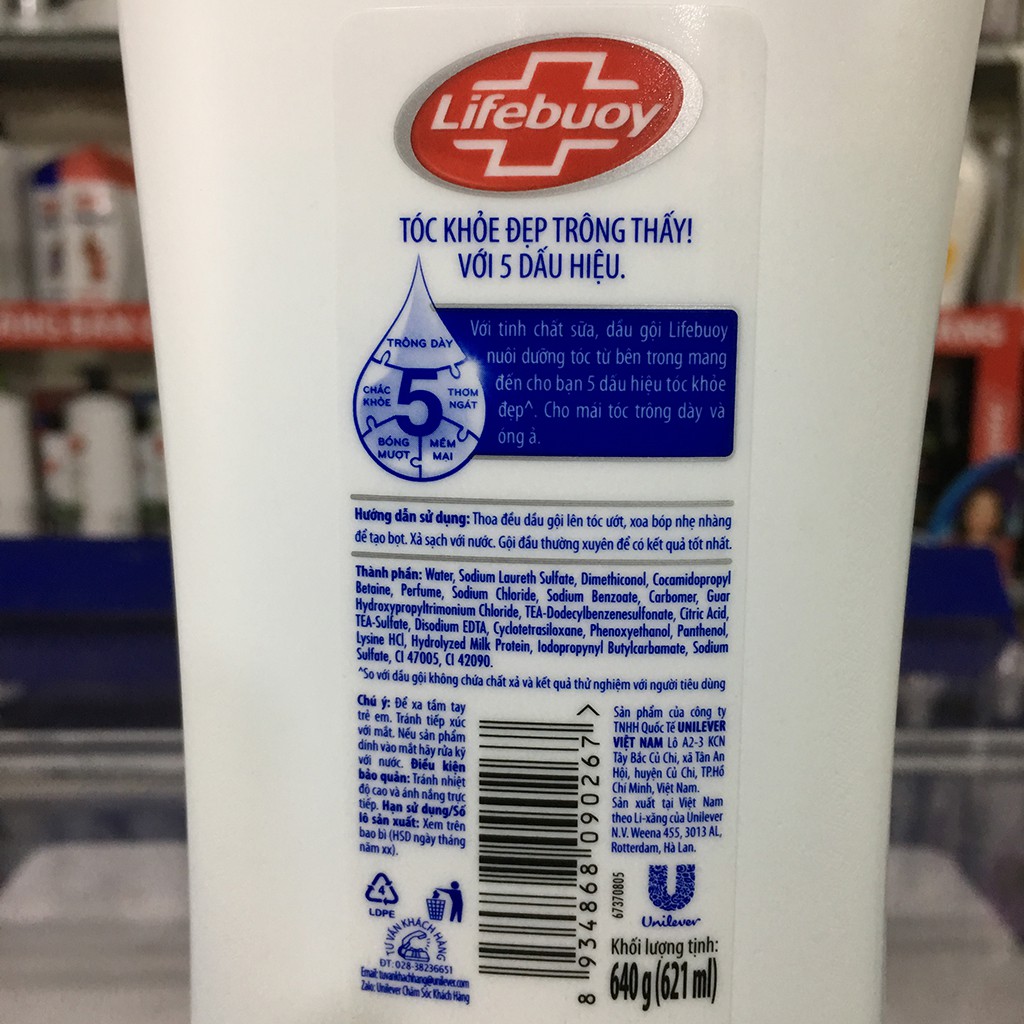 Lifebuoy
TÓC KHỎE ĐẸP TRÔNG THẤY!
VỚI 5 DẤU HIỆU.
TRÔNG DÀY
CHẮC
KHỎE
5
THƠM
NGÁT
BÓNG
MƯỢT
MỀM
MẠI
Với tinh chất sữa, dầu gội Lifebuoy
nuôi dưỡng tóc từ bên trong mang
đến cho bạn 5 dấu hiệu tóc khỏe
đẹp^. Cho mái tóc trông dày và
óng ả.
Hướng dẫn sử dụng: Thoa đều dầu gội lên tóc ướt, xoa bóp nhẹ nhàng
để tạo bọt. Xả sạch với nước. Gội đầu thường xuyên để có kết quả tốt nhất.
Thành phần: Water, Sodium Laureth Sulfate, Dimethiconol, Cocamidopropyl
Betaine, Perfume, Sodium Chloride, Sodium Benzoate, Carbomer, Guar
Hydroxypropyltrimonium Chloride, TEA-Dodecylbenzenesulfonate, Citric Acid,
TEA-Sulfate, Disodium EDTA, Cyclotetrasiloxane, Phenoxyethanol, Panthenol,
Lysine HCl, Hydrolyzed Milk Protein, Iodopropynyl Butylcarbamate, Sodium
Sulfate, CI 47005, CI 42090.
^So với dầu gội không chứa chất xả và kết quả thử nghiệm với người tiêu dùng
Chú ý: Để xa tầm tay
trẻ em. Tránh tiếp xúc
với mắt. Nếu sản phẩm
dính vào mắt hãy rửa kỹ
với nước. Điều kiện
bảo quản: Tránh nhiệt
độ cao và ánh nắng trực
tiếp. Hạn sử dụng/Số
lô sản xuất: Xem trên
bao bì (HSD ngày tháng
năm xx).
4
LDPE
TƯ VẤN KHÁCH HÀNG
ĐT: 028-38236651
Email: tuvankhachhang@unilever.com
Zalo: Unilever Chăm Sóc Khách Hàng
8 934868 090267 >
Sản phẩm của công ty
TNHH Quốc Tế UNILEVER
VIỆT NAM Lô A2-3 KCN
Tây Bắc Củ Chi, xã Tân An
Hội, huyện Củ Chi, TP.Hồ
Chí Minh, Việt Nam.
Sản xuất tại Việt Nam
theo Li-xăng của Unilever
N.V. Weena 455, 3013 AL,
Rotterdam, Hà Lan.
67370805
Unilever
Khối lượng tịnh:
640 g (621 ml)